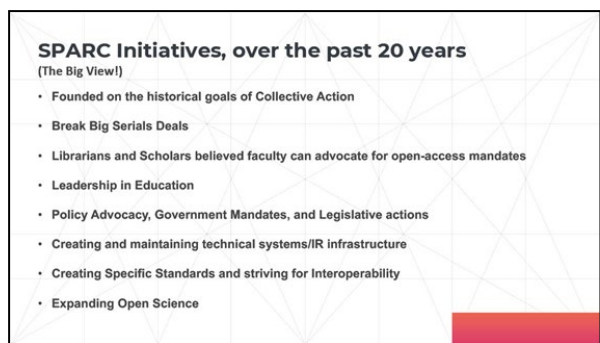 SPARC Initiatives, over the past 20 years
(The Big View!)
• Founded on the historical goals of Collective Action
• Break Big Serials Deals
• Librarians and Scholars believed faculty can advocate for open-access mandates
• Leadership in Education
• Policy Advocacy, Government Mandates, and Legislative actions
• Creating and maintaining technical systems/IR infrastructure
• Creating Specific Standards and striving for Interoperability
• Expanding Open Science